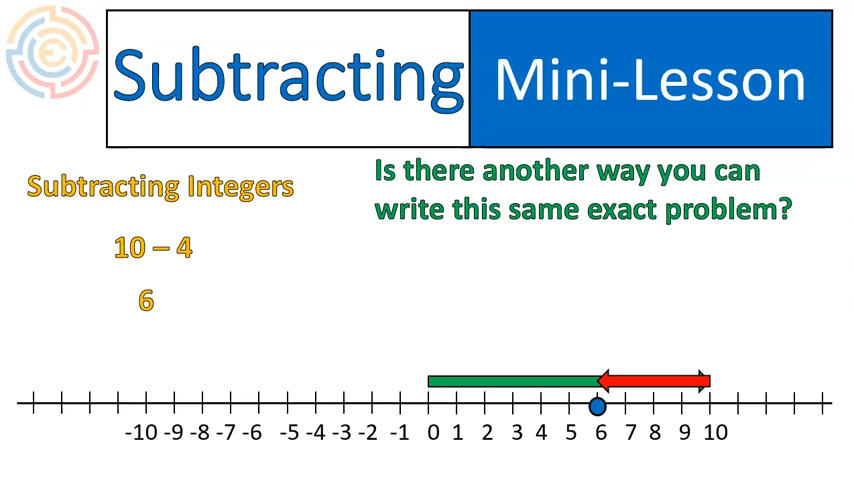 Subtracting Mini-Lesson
Subtracting Integers
Is there another way you can
write this same exact problem?
10 – 4
6
-10 -9 -8 -7 -6 -5 -4 -3 -2 -1 0 1 2 3 4 5 6 7 8 9 10